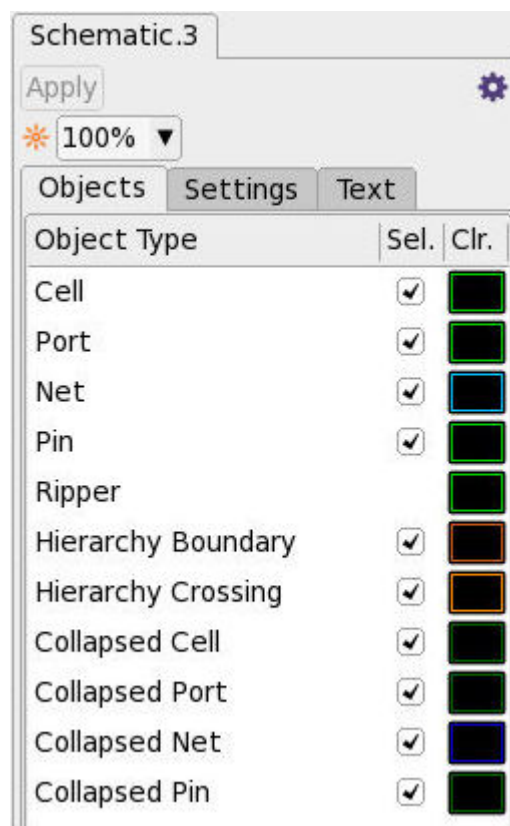 Schematic.3
Apply
100%
Objects Settings Text
Object Type Sel. Clr.
Cell
Port
Net
Pin
Ripper
Hierarchy Boundary
Hierarchy Crossing
Collapsed Cell
Collapsed Port
Collapsed Net
Collapsed Pin